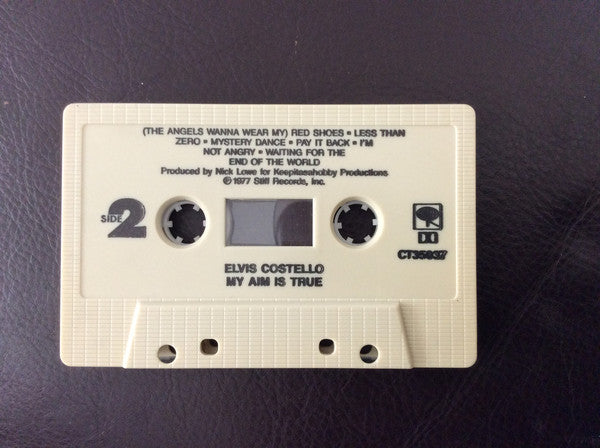 (THE ANGELS WANNA WEAR MY) RED SHOES • LESS THAN
ZERO • MYSTERY DANCE • PAY IT BACK • I'M
NOT ANGRY • WAITING FOR THE
END OF THE WORLD
Produced by Nick Lowe for Keepitasahobby Productions
℗1977 Stiff Records, Inc.
SIDE 2
CT35037
ELVIS COSTELLO
MY AIM IS TRUE